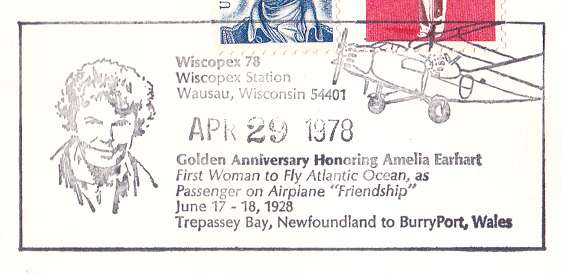 U
Wiscopex 78
Wiscopex Station
Wausau, Wisconsin 54401
APR 29 1978
Golden Anniversary Honoring Amelia Earhart
First Woman to Fly Atlantic Ocean, as
Passenger on Airplane "Friendship"
June 17 - 18, 1928
Trepassey Bay, Newfoundland to BurryPort, Wales